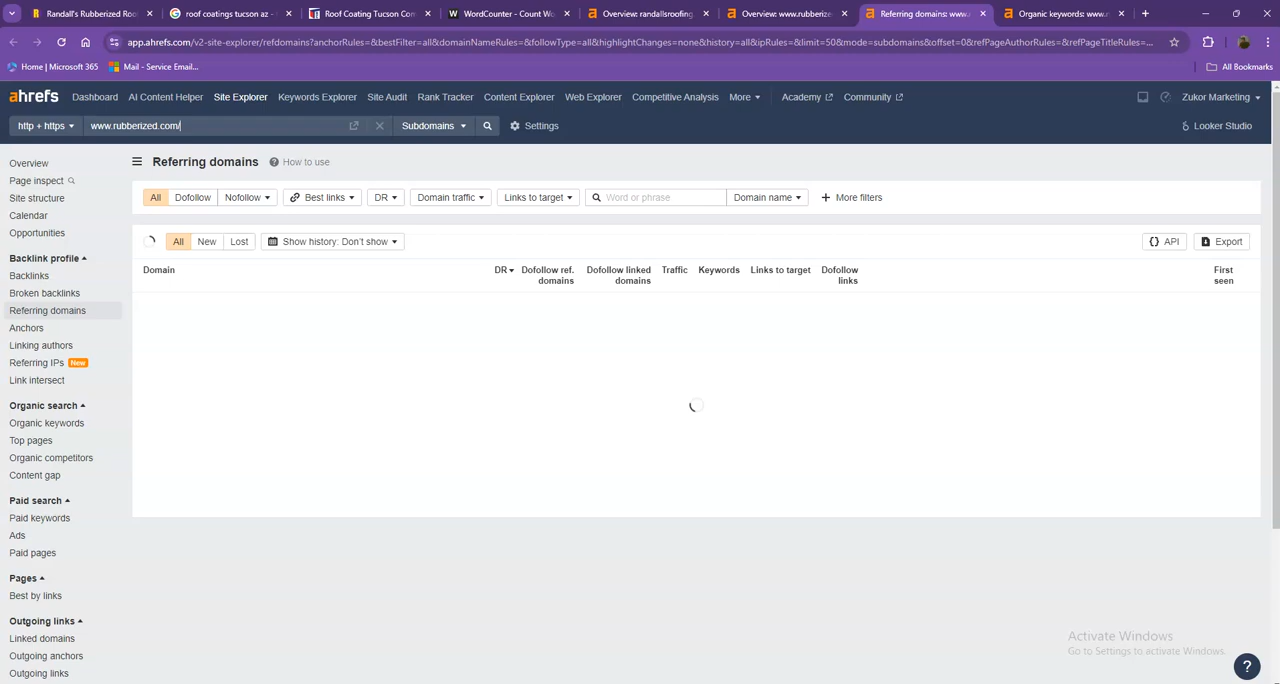 Randall's Rubberized Roo
roof coatings tucson az -
Roof Coating Tucson Con
WordCounter - Count Wo
Overview: randallsroofing
Overview: www.rubberize
Referring domains: www.
Organic keywords: www.r
app.ahrefs.com/v2-site-explorer/refdomains?anchorRules=&bestFilter=all&domainNameRules=&followType=all&highlightChanges=none&history=all&ipRules=&limit=50&mode=subdomains&offset=0&refPageAuthorRules=&refPageTitleRules=...
Home | Microsoft 365
Mail - Service Email...
All Bookmarks
ahrefs Dashboard AI Content Helper Site Explorer Keywords Explorer Site Audit Rank Tracker Content Explorer Web Explorer Competitive Analysis More Academy Community Zukor Marketing
http + https www.rubberized.com/ Subdomains Settings Looker Studio
Overview
Page inspect
Site structure
Calendar
Opportunities
Backlink profile
Backlinks
Broken backlinks
Referring domains
Anchors
Linking authors
Referring IPs New
Link intersect
Organic search
Organic keywords
Top pages
Organic competitors
Content gap
Paid search
Paid keywords
Ads
Paid pages
Pages
Best by links
Outgoing links
Linked domains
Outgoing anchors
Outgoing links
Referring domains ? How to use
All Dofollow Nofollow Best links DR Domain traffic Links to target Word or phrase Domain name + More filters
All New Lost Show history: Don't show {} API Export
Domain DR Dofollow ref. domains Dofollow linked domains Traffic Keywords Links to target Dofollow links First seen
Activate Windows
Go to Settings to activate Windows.
?